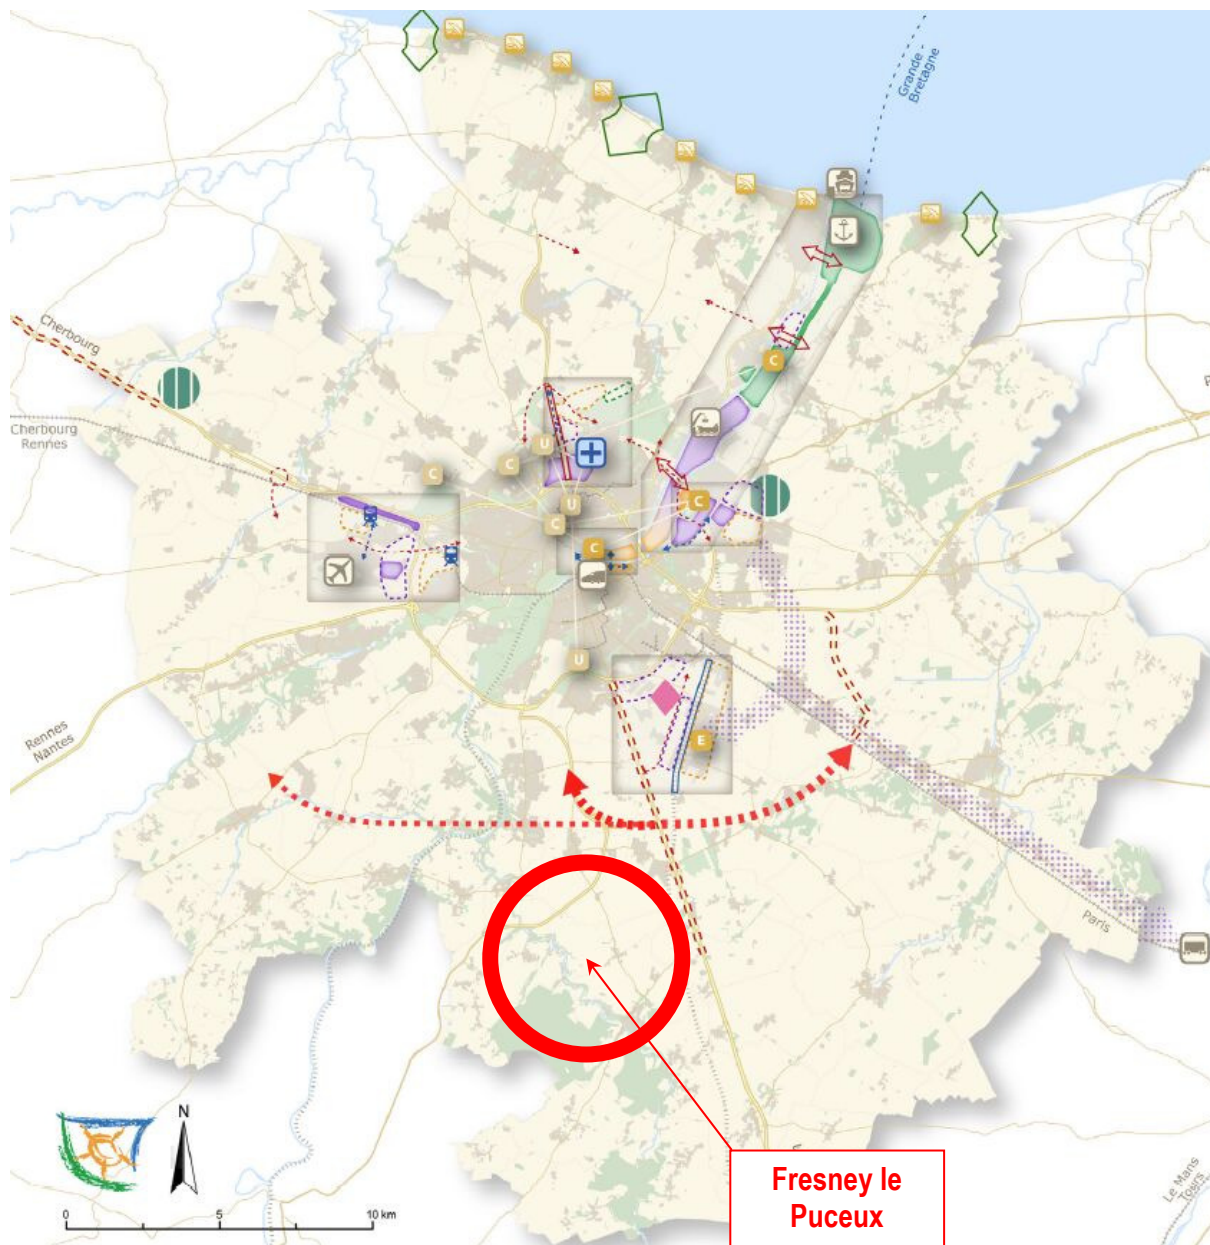 Grande -
Bretagne
Cherbourg
Cherbourg
Rennes
U
C
C
C
C
U
C
C
U
E
Rennes
Nantes
Paris
N
0
5
10 km
Fresney le
Puceux
Le Mans
Tours